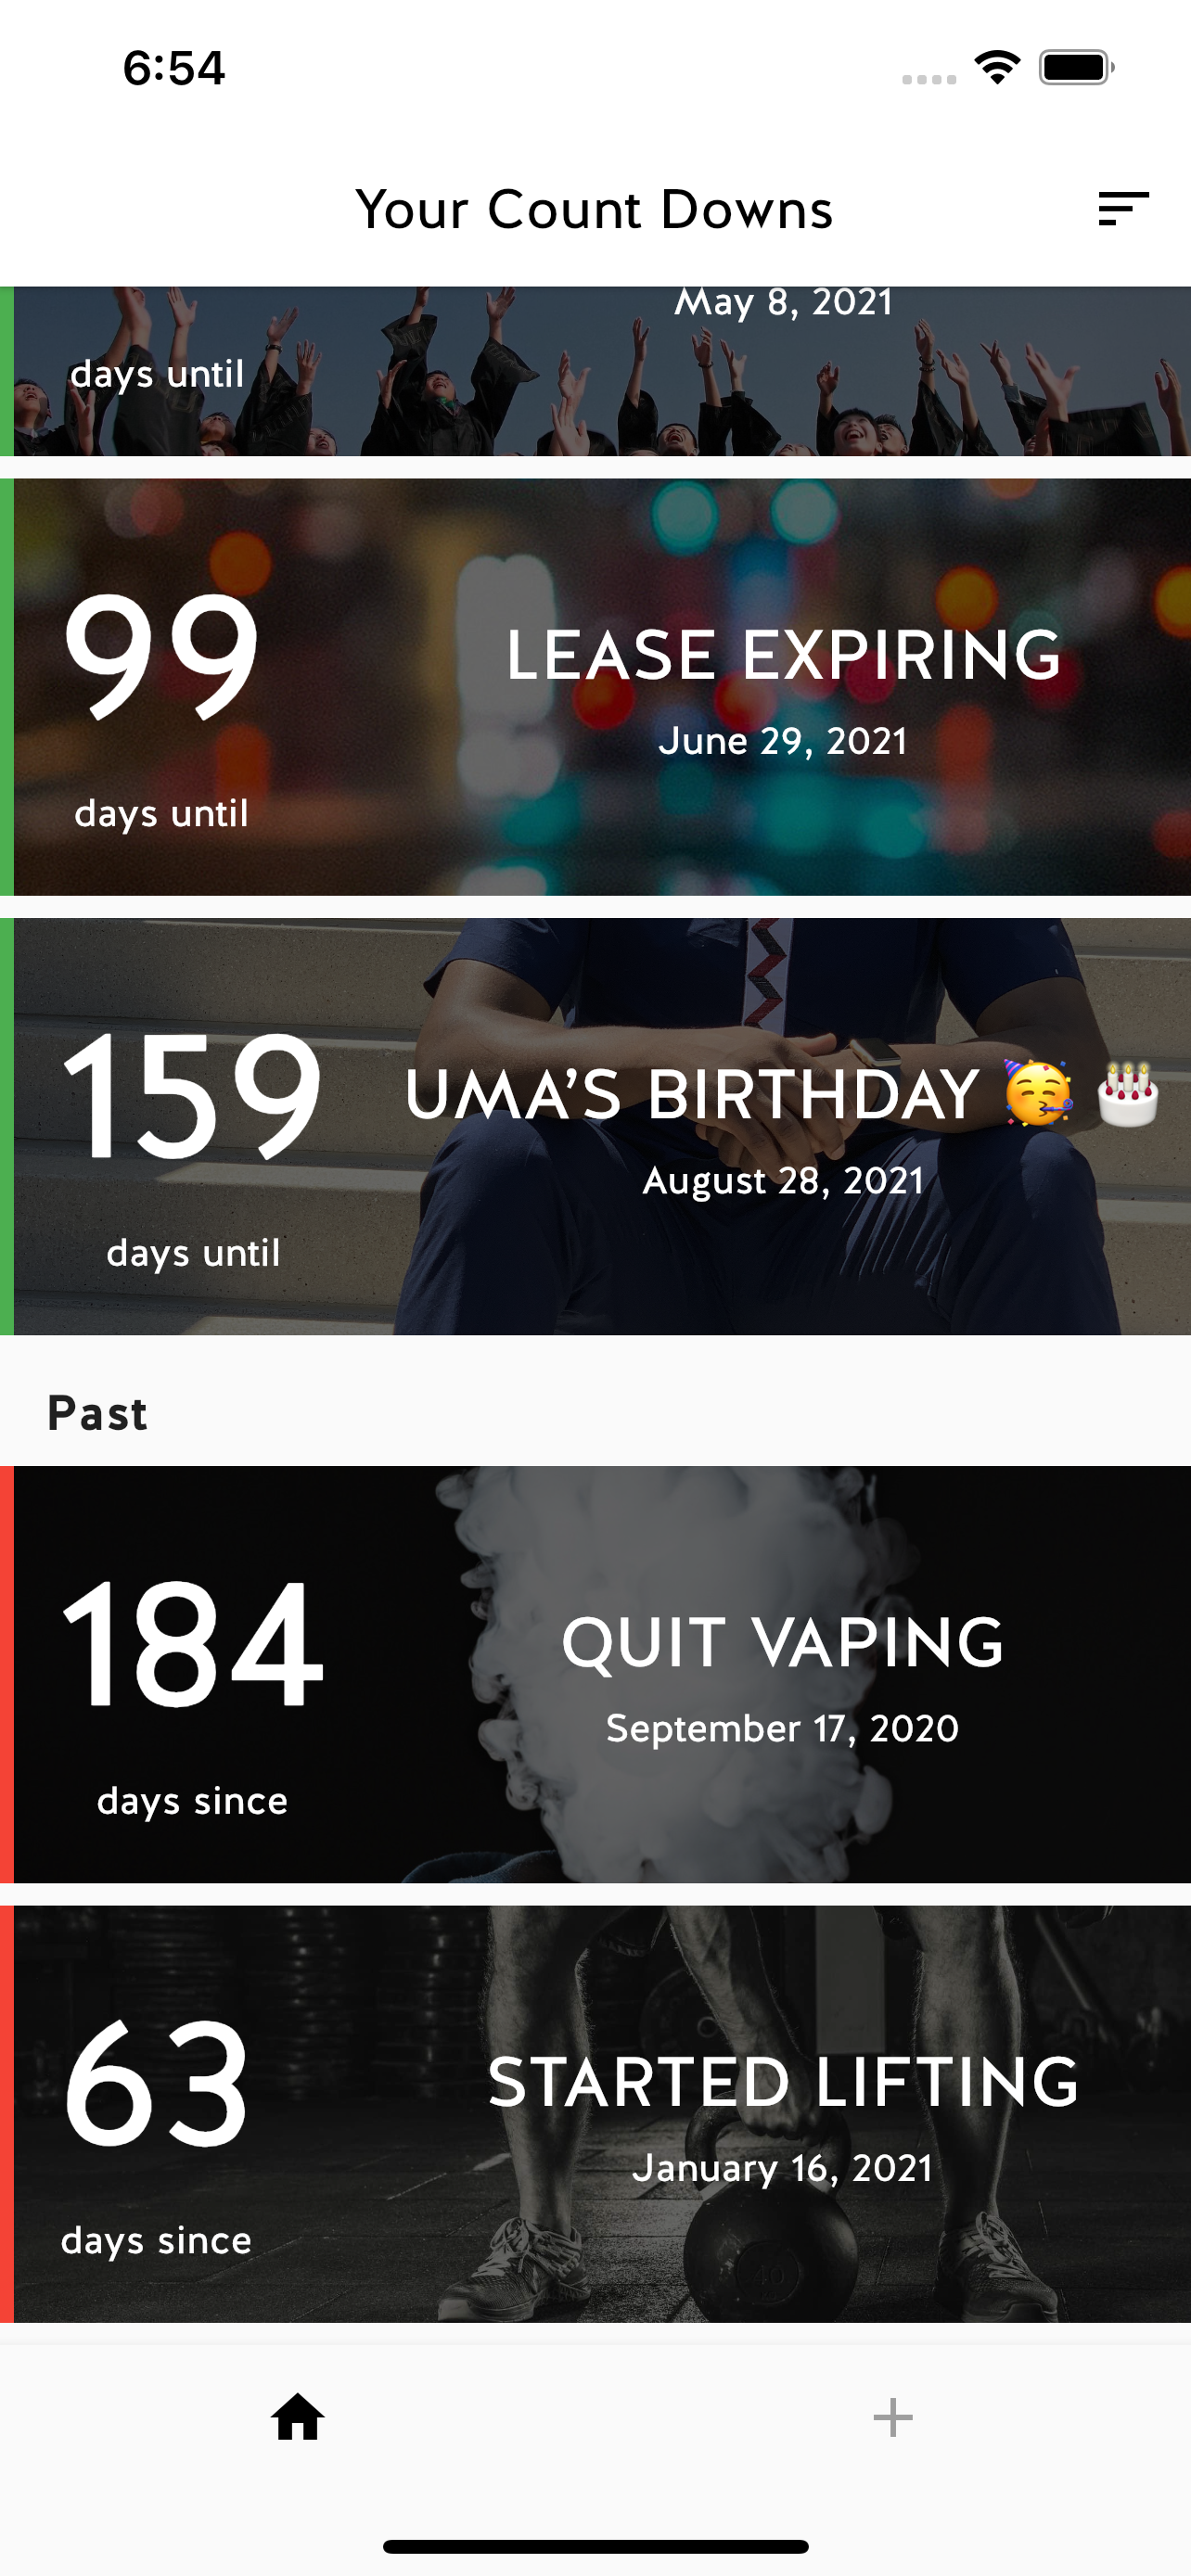 6:54
Your Count Downs
May 8, 2021
days until
99
LEASE EXPIRING
June 29, 2021
days until
159
UMA’S BIRTHDAY 🥳 🎂
August 28, 2021
days until
Past
184
QUIT VAPING
September 17, 2020
days since
63
STARTED LIFTING
January 16, 2021
days since
40